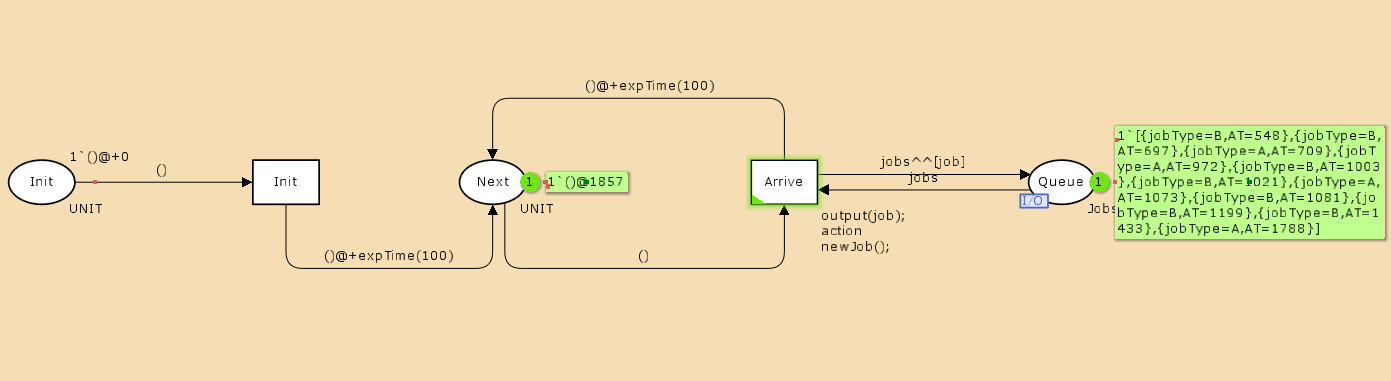 ()@+expTime(100)
1`()@+0
()
Init
UNIT
Init
()@+expTime(100)
Next
1
1`()@1857
UNIT
()
Arrive
jobs^^[job]
jobs
output(job);
action
newJob();
Queue
I/O
1
Jobs
1`[{jobType=B,AT=548},{jobType=B,
AT=697},{jobType=A,AT=709},{jobT
ype=A,AT=972},{jobType=B,AT=1003
},{jobType=B,AT=1021},{jobType=A,
AT=1073},{jobType=B,AT=1081},{jo
bType=B,AT=1199},{jobType=B,AT=1
433},{jobType=A,AT=1788}]